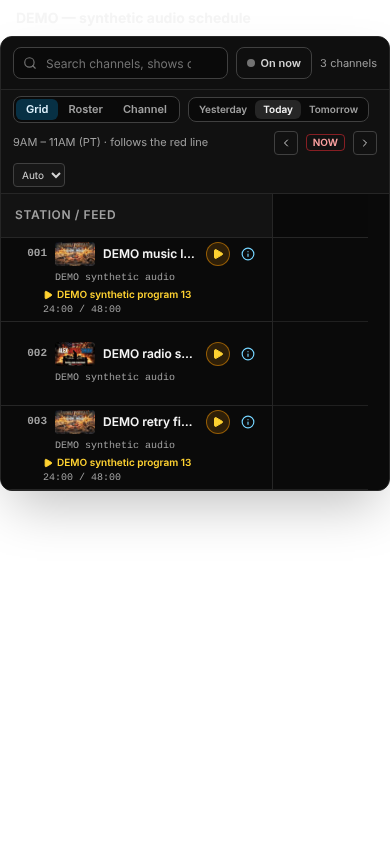 DEMO — synthetic audio schedule
Search channels, shows c
On now
3 channels
Grid Roster Channel
Yesterday Today Tomorrow
9AM – 11AM (PT) · follows the red line
NOW
Auto
STATION / FEED
001 DEMO music l...
DEMO synthetic audio
DEMO synthetic program 13
24:00 / 48:00
002 DEMO radio s...
DEMO synthetic audio
003 DEMO retry fi...
DEMO synthetic audio
DEMO synthetic program 13
24:00 / 48:00